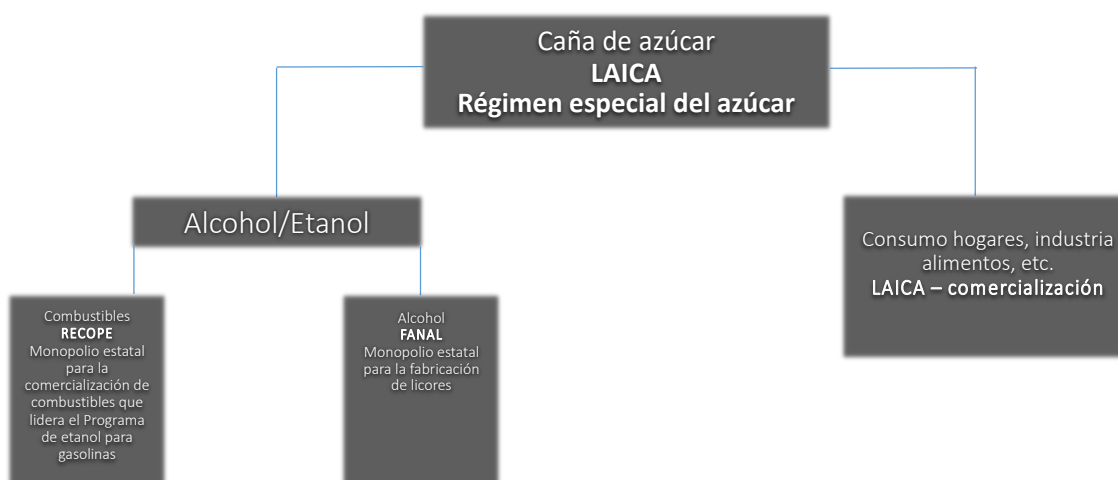 Caña de azúcar
LAICA
Régimen especial del azúcar
Alcohol/Etanol
Consumo hogares, industria
alimentos, etc.
LAICA – comercialización
Combustibles
RECOPE
Monopolio estatal
para la
comercialización de
combustibles que
lidera el Programa
de etanol para
gasolinas
Alcohol
FANAL
Monopolio estatal
para la fabricación
de licores